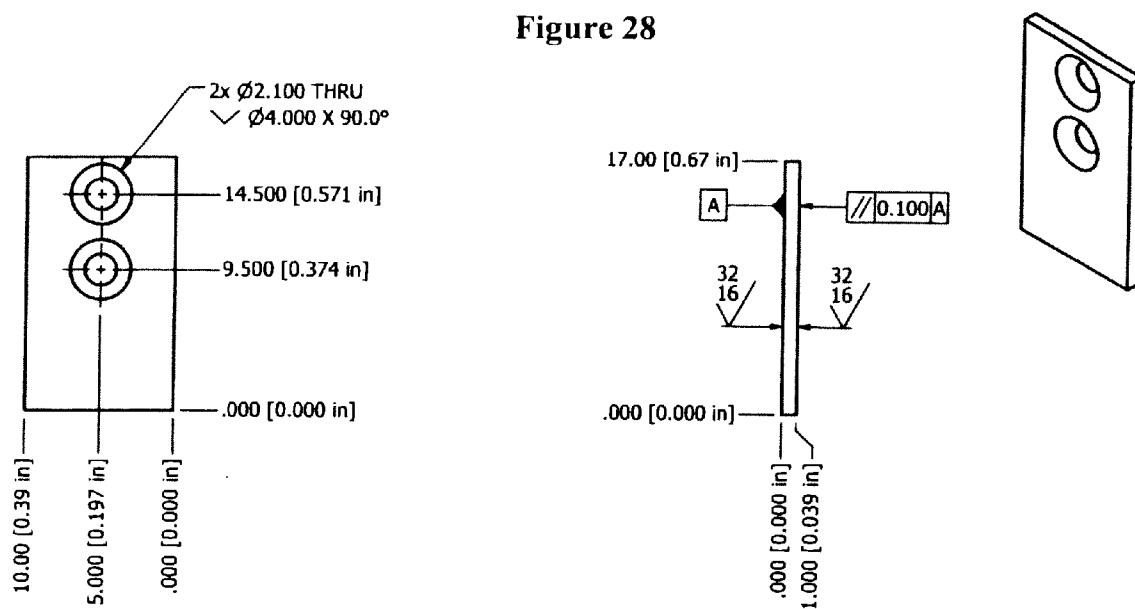 Figure 28
2x Ø2.100 THRU
⌵ Ø4.000 X 90.0°
14.500 [0.571 in]
9.500 [0.374 in]
.000 [0.000 in]
10.00 [0.39 in]
5.000 [0.197 in]
.000 [0.000 in]
17.00 [0.67 in]
A
// 0.100 A
32
16
32
16
.000 [0.000 in]
.000 [0.000 in]
1.000 [0.039 in]